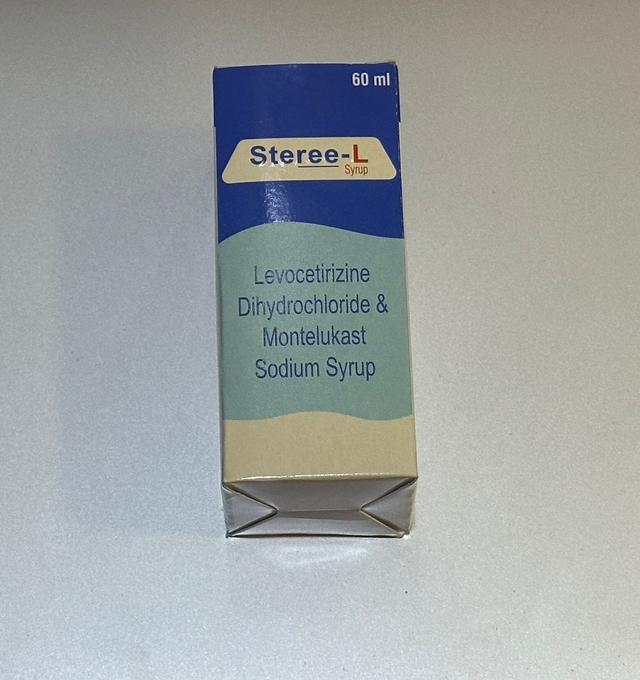 60 ml
Steree-L
Syrup
Levocetirizine
Dihydrochloride &
Montelukast
Sodium Syrup